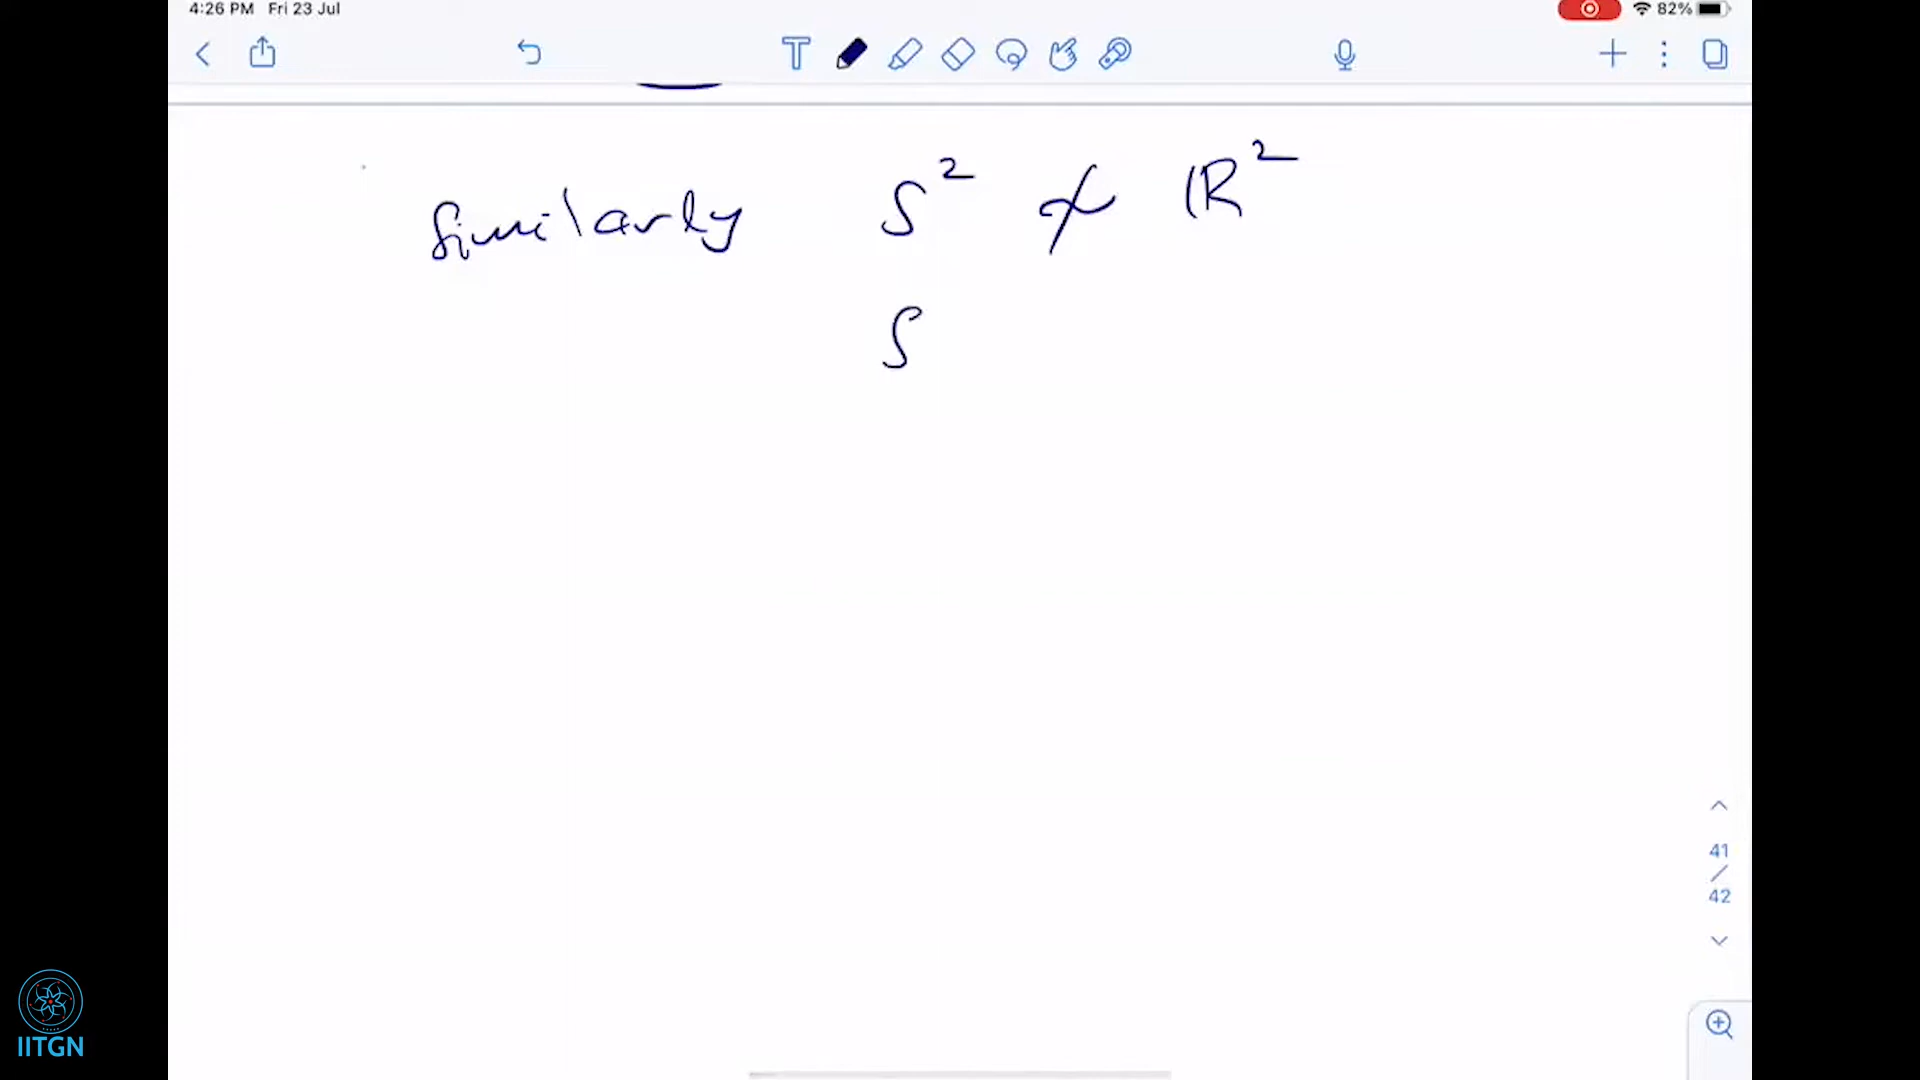 4:26 PM Fri 23 Jul
82%
Similarly S² ≁ ℝ²
S
41
/
42
IITGN